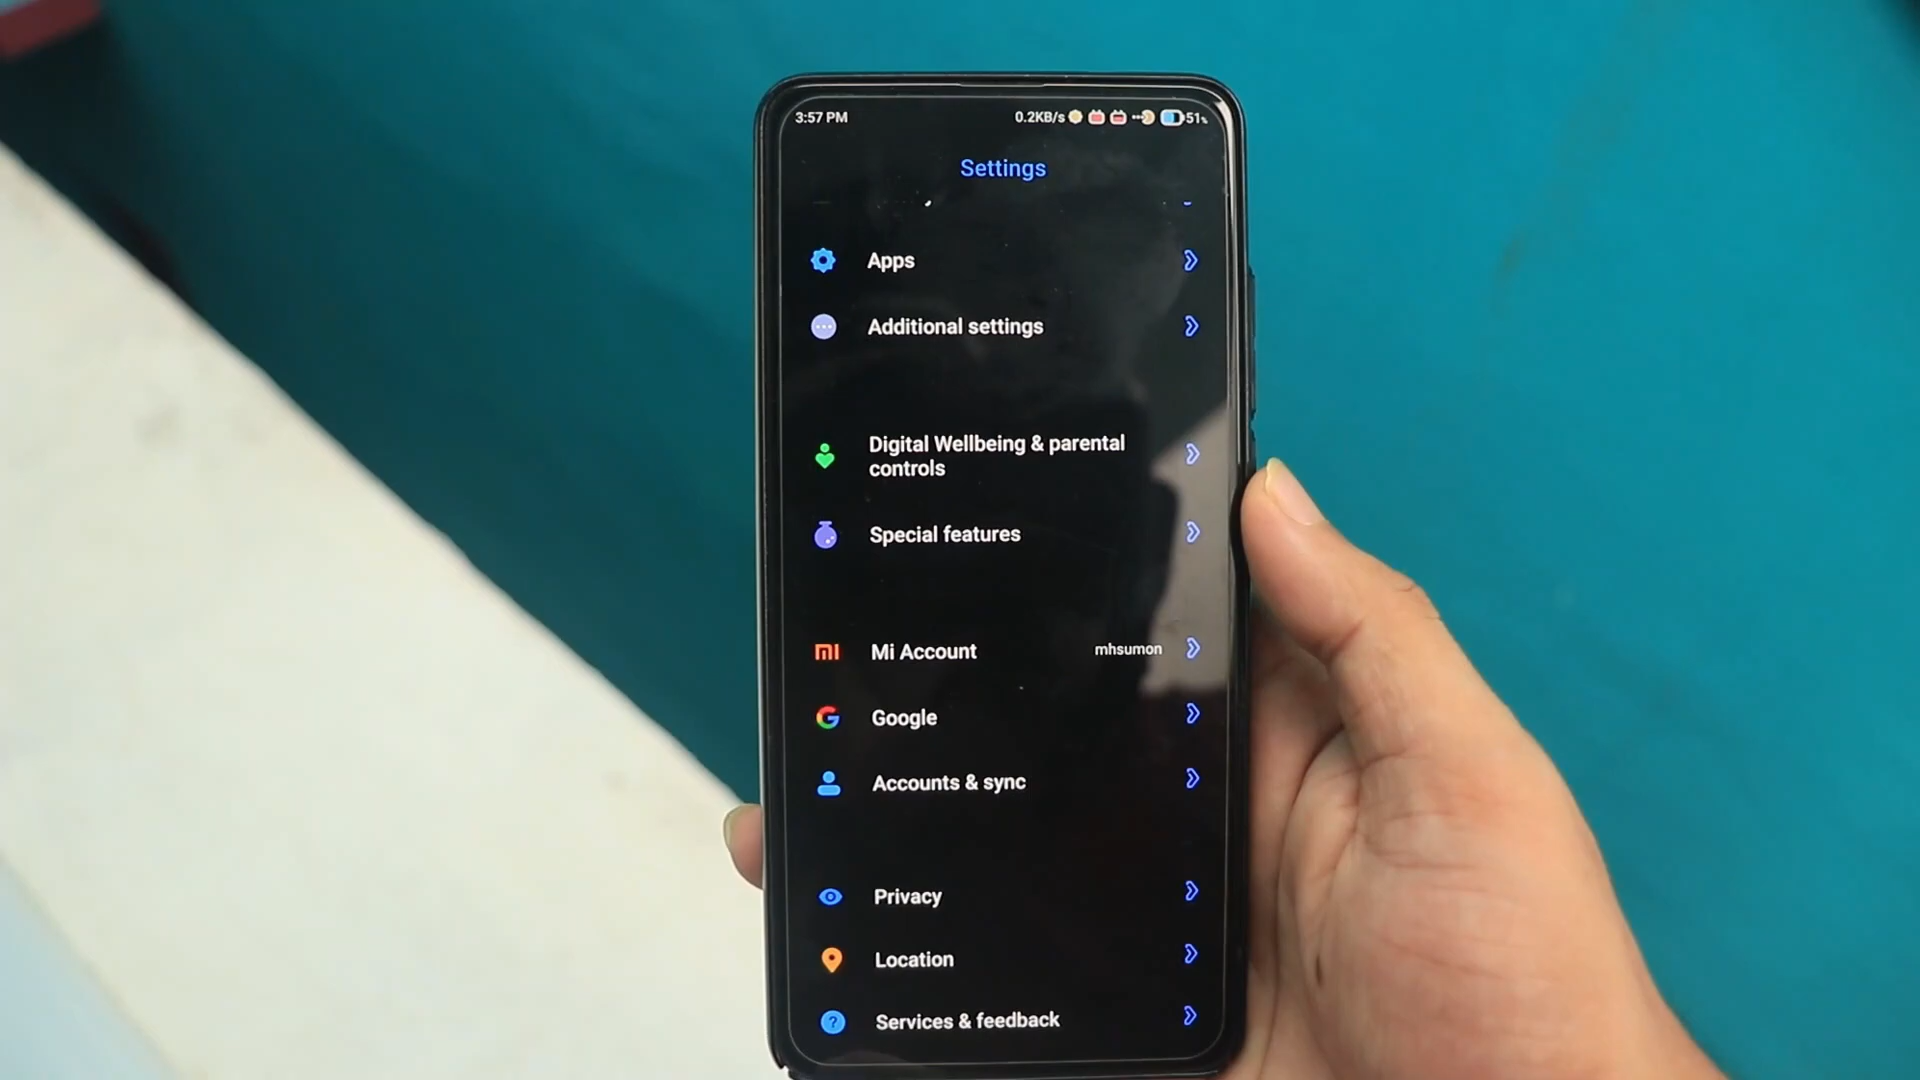 3:57 PM
0.2KB/s
51%
Settings
Apps
Additional settings
Digital Wellbeing & parental
controls
Special features
Mi Account
mhsumon
Google
Accounts & sync
Privacy
Location
Services & feedback